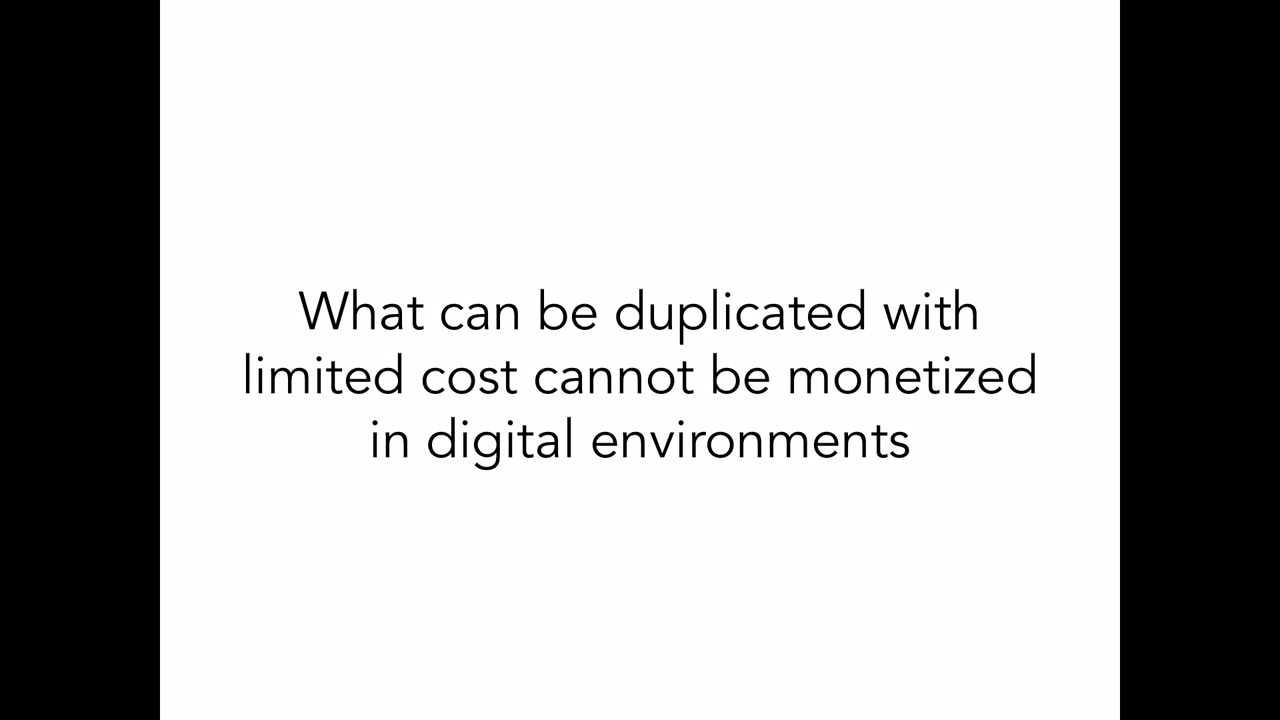 What can be duplicated with
limited cost cannot be monetized
in digital environments